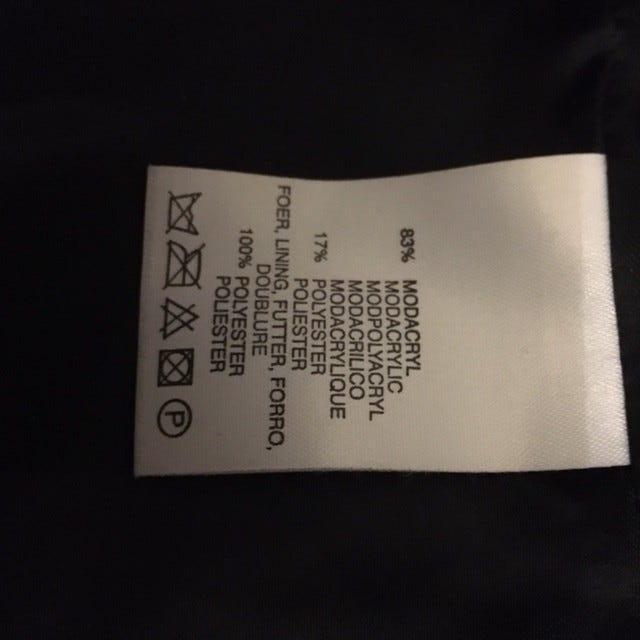 83% MODACRYL
MODACRYLIC
MODPOLYACRYL
MODACRILICO
MODACRYLIQUE
17% POLYESTER
POLIESTER
FOER, LINING, FUTTER, FORRO,
DOUBLURE
100% POLYESTER
POLIESTER
P